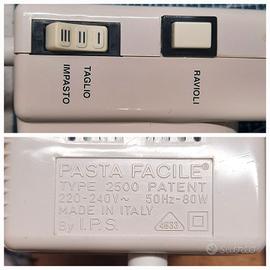 IMPASTO
TAGLIO
RAVIOLI
PASTA FACILE®
TYPE 2500 PATENT
220-240V~ 50Hz-80W
MADE IN ITALY
By I.P.S.